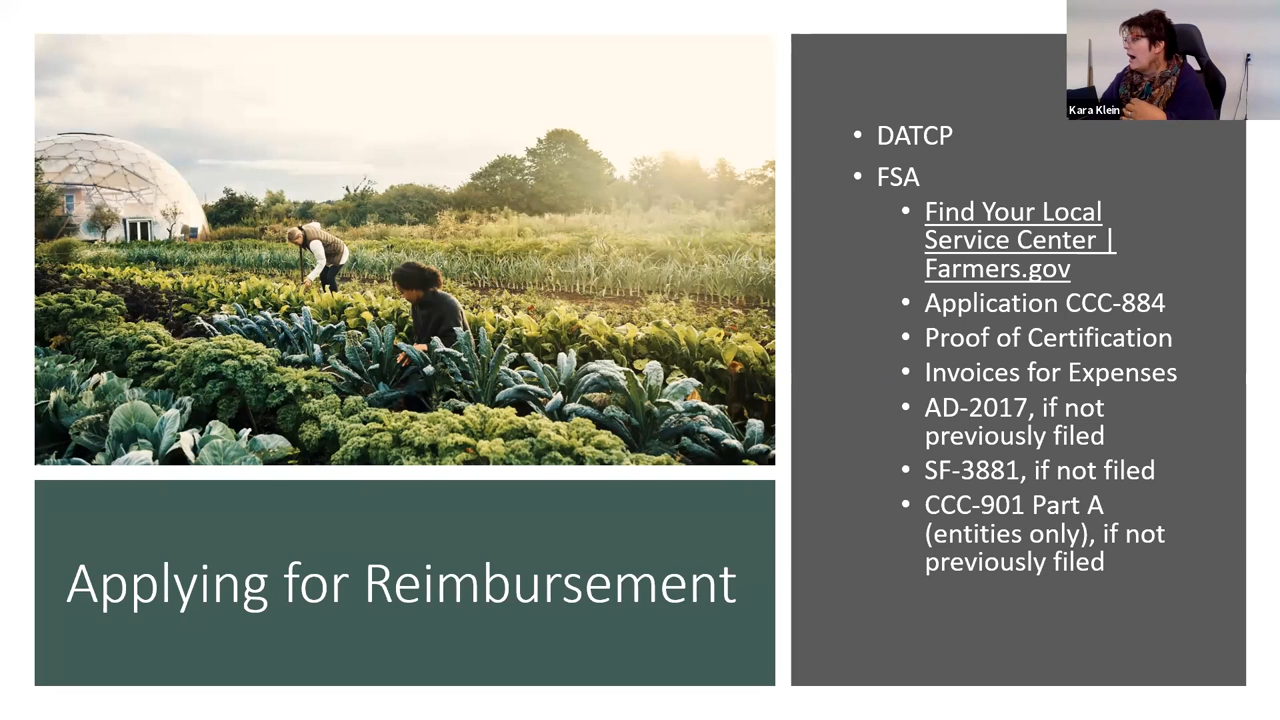 Kara Klein
• DATCP
• FSA
• Find Your Local
Service Center |
Farmers.gov
• Application CCC-884
• Proof of Certification
• Invoices for Expenses
• AD-2017, if not
previously filed
• SF-3881, if not filed
• CCC-901 Part A
(entities only), if not
previously filed
Applying for Reimbursement